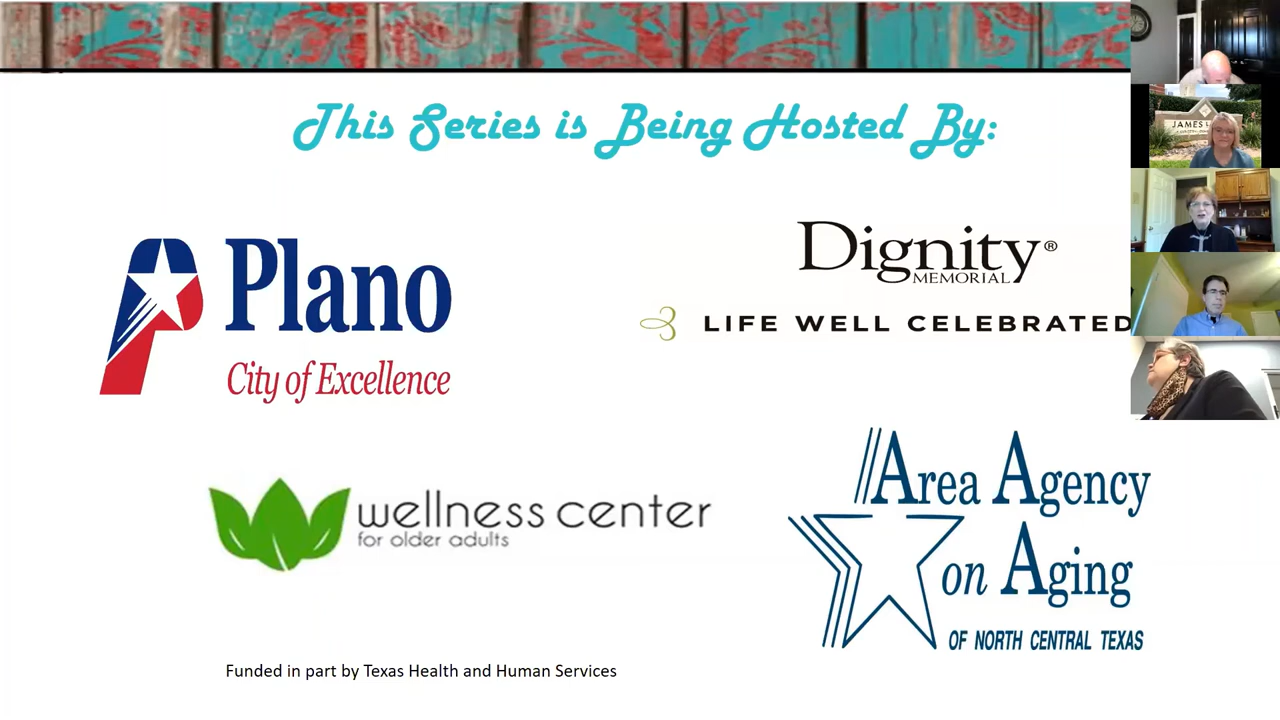 This Series is Being Hosted By:
Plano
City of Excellence
Dignity®
MEMORIAL
LIFE WELL CELEBRATED
wellness center
for older adults
Area Agency
on Aging
OF NORTH CENTRAL TEXAS
Funded in part by Texas Health and Human Services
JAMES